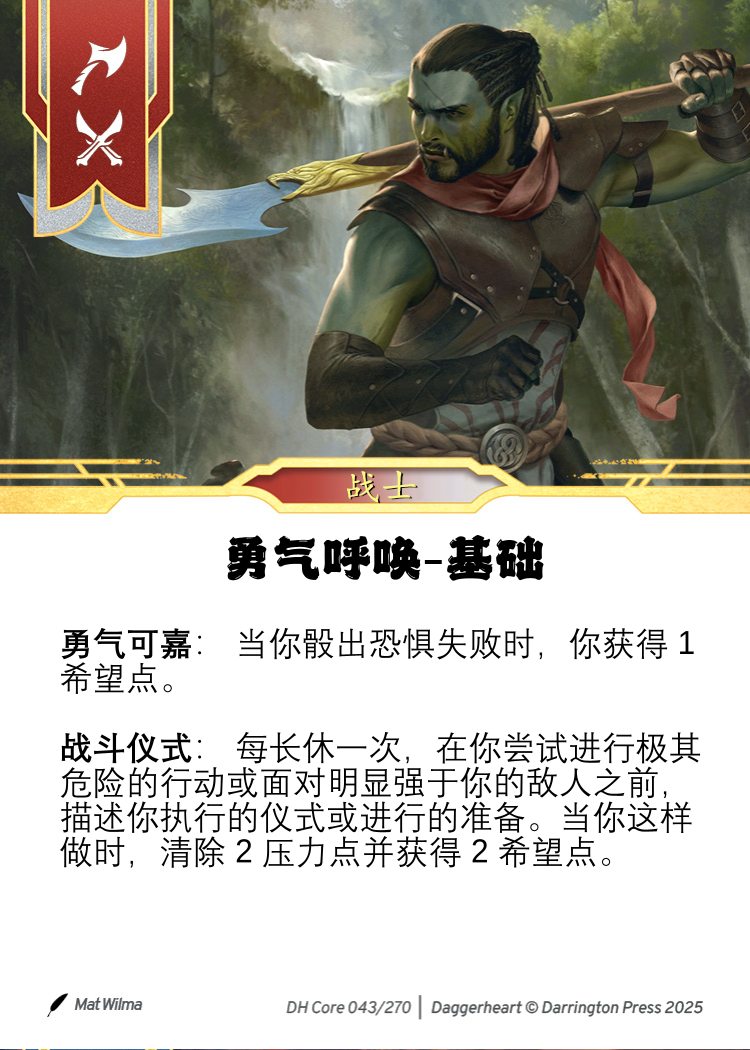 战士
勇气呼唤-基础
勇气可嘉： 当你骰出恐惧失败时，你获得 1
希望点。
战斗仪式： 每长休一次，在你尝试进行极其
危险的行动或面对明显强于你的敌人之前，
描述你执行的仪式或进行的准备。当你这样
做时，清除 2 压力点并获得 2 希望点。
Mat Wilma
DH Core 043/270 | Daggerheart © Darrington Press 2025